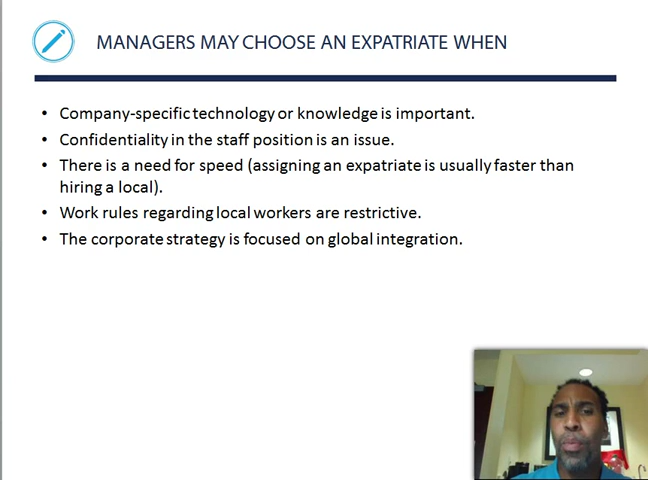 MANAGERS MAY CHOOSE AN EXPATRIATE WHEN
• Company-specific technology or knowledge is important.
• Confidentiality in the staff position is an issue.
• There is a need for speed (assigning an expatriate is usually faster than
hiring a local).
• Work rules regarding local workers are restrictive.
• The corporate strategy is focused on global integration.